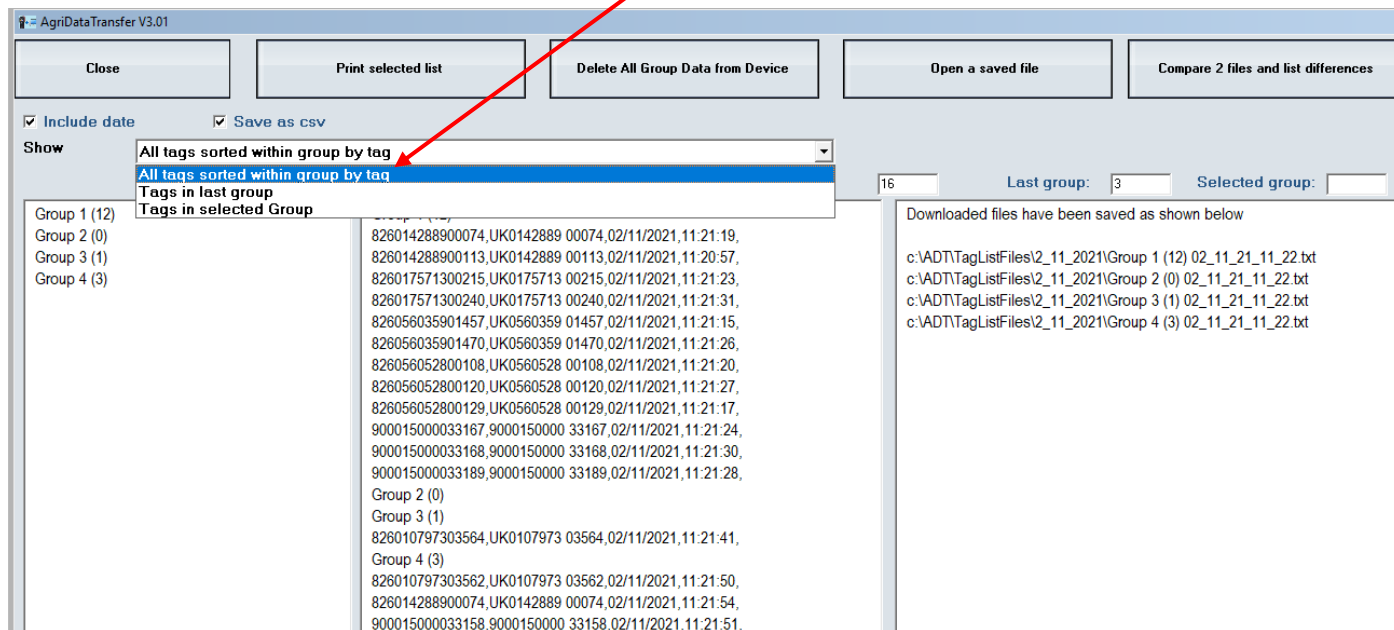 AgriDataTransfer V3.01
Close
Print selected list
Delete All Group Data from Device
Open a saved file
Compare 2 files and list differences
Include date
Save as csv
Show
All tags sorted within group by tag
All tags sorted within group by tag
Tags in last group
Tags in selected Group
16
Last group:
3
Selected group:
Group 1 (12)
Group 2 (0)
Group 3 (1)
Group 4 (3)
826014288900074,UK0142889 00074,02/11/2021,11:21:19,
826014288900113,UK0142889 00113,02/11/2021,11:20:57,
826017571300215,UK0175713 00215,02/11/2021,11:21:23,
826017571300240,UK0175713 00240,02/11/2021,11:21:31,
826056035901457,UK0560359 01457,02/11/2021,11:21:15,
826056035901470,UK0560359 01470,02/11/2021,11:21:26,
826056052800108,UK0560528 00108,02/11/2021,11:21:20,
826056052800120,UK0560528 00120,02/11/2021,11:21:27,
826056052800129,UK0560528 00129,02/11/2021,11:21:17,
900015000033167,9000150000 33167,02/11/2021,11:21:24,
900015000033168,9000150000 33168,02/11/2021,11:21:30,
900015000033189,9000150000 33189,02/11/2021,11:21:28,
Group 2 (0)
Group 3 (1)
826010797303564,UK0107973 03564,02/11/2021,11:21:41,
Group 4 (3)
826010797303562,UK0107973 03562,02/11/2021,11:21:50,
826014288900074,UK0142889 00074,02/11/2021,11:21:54,
900015000033158,9000150000 33158,02/11/2021,11:21:51,
Downloaded files have been saved as shown below
c:\ADT\TagListFiles\2_11_2021\Group 1 (12) 02_11_21_11_22.txt
c:\ADT\TagListFiles\2_11_2021\Group 2 (0) 02_11_21_11_22.txt
c:\ADT\TagListFiles\2_11_2021\Group 3 (1) 02_11_21_11_22.txt
c:\ADT\TagListFiles\2_11_2021\Group 4 (3) 02_11_21_11_22.txt